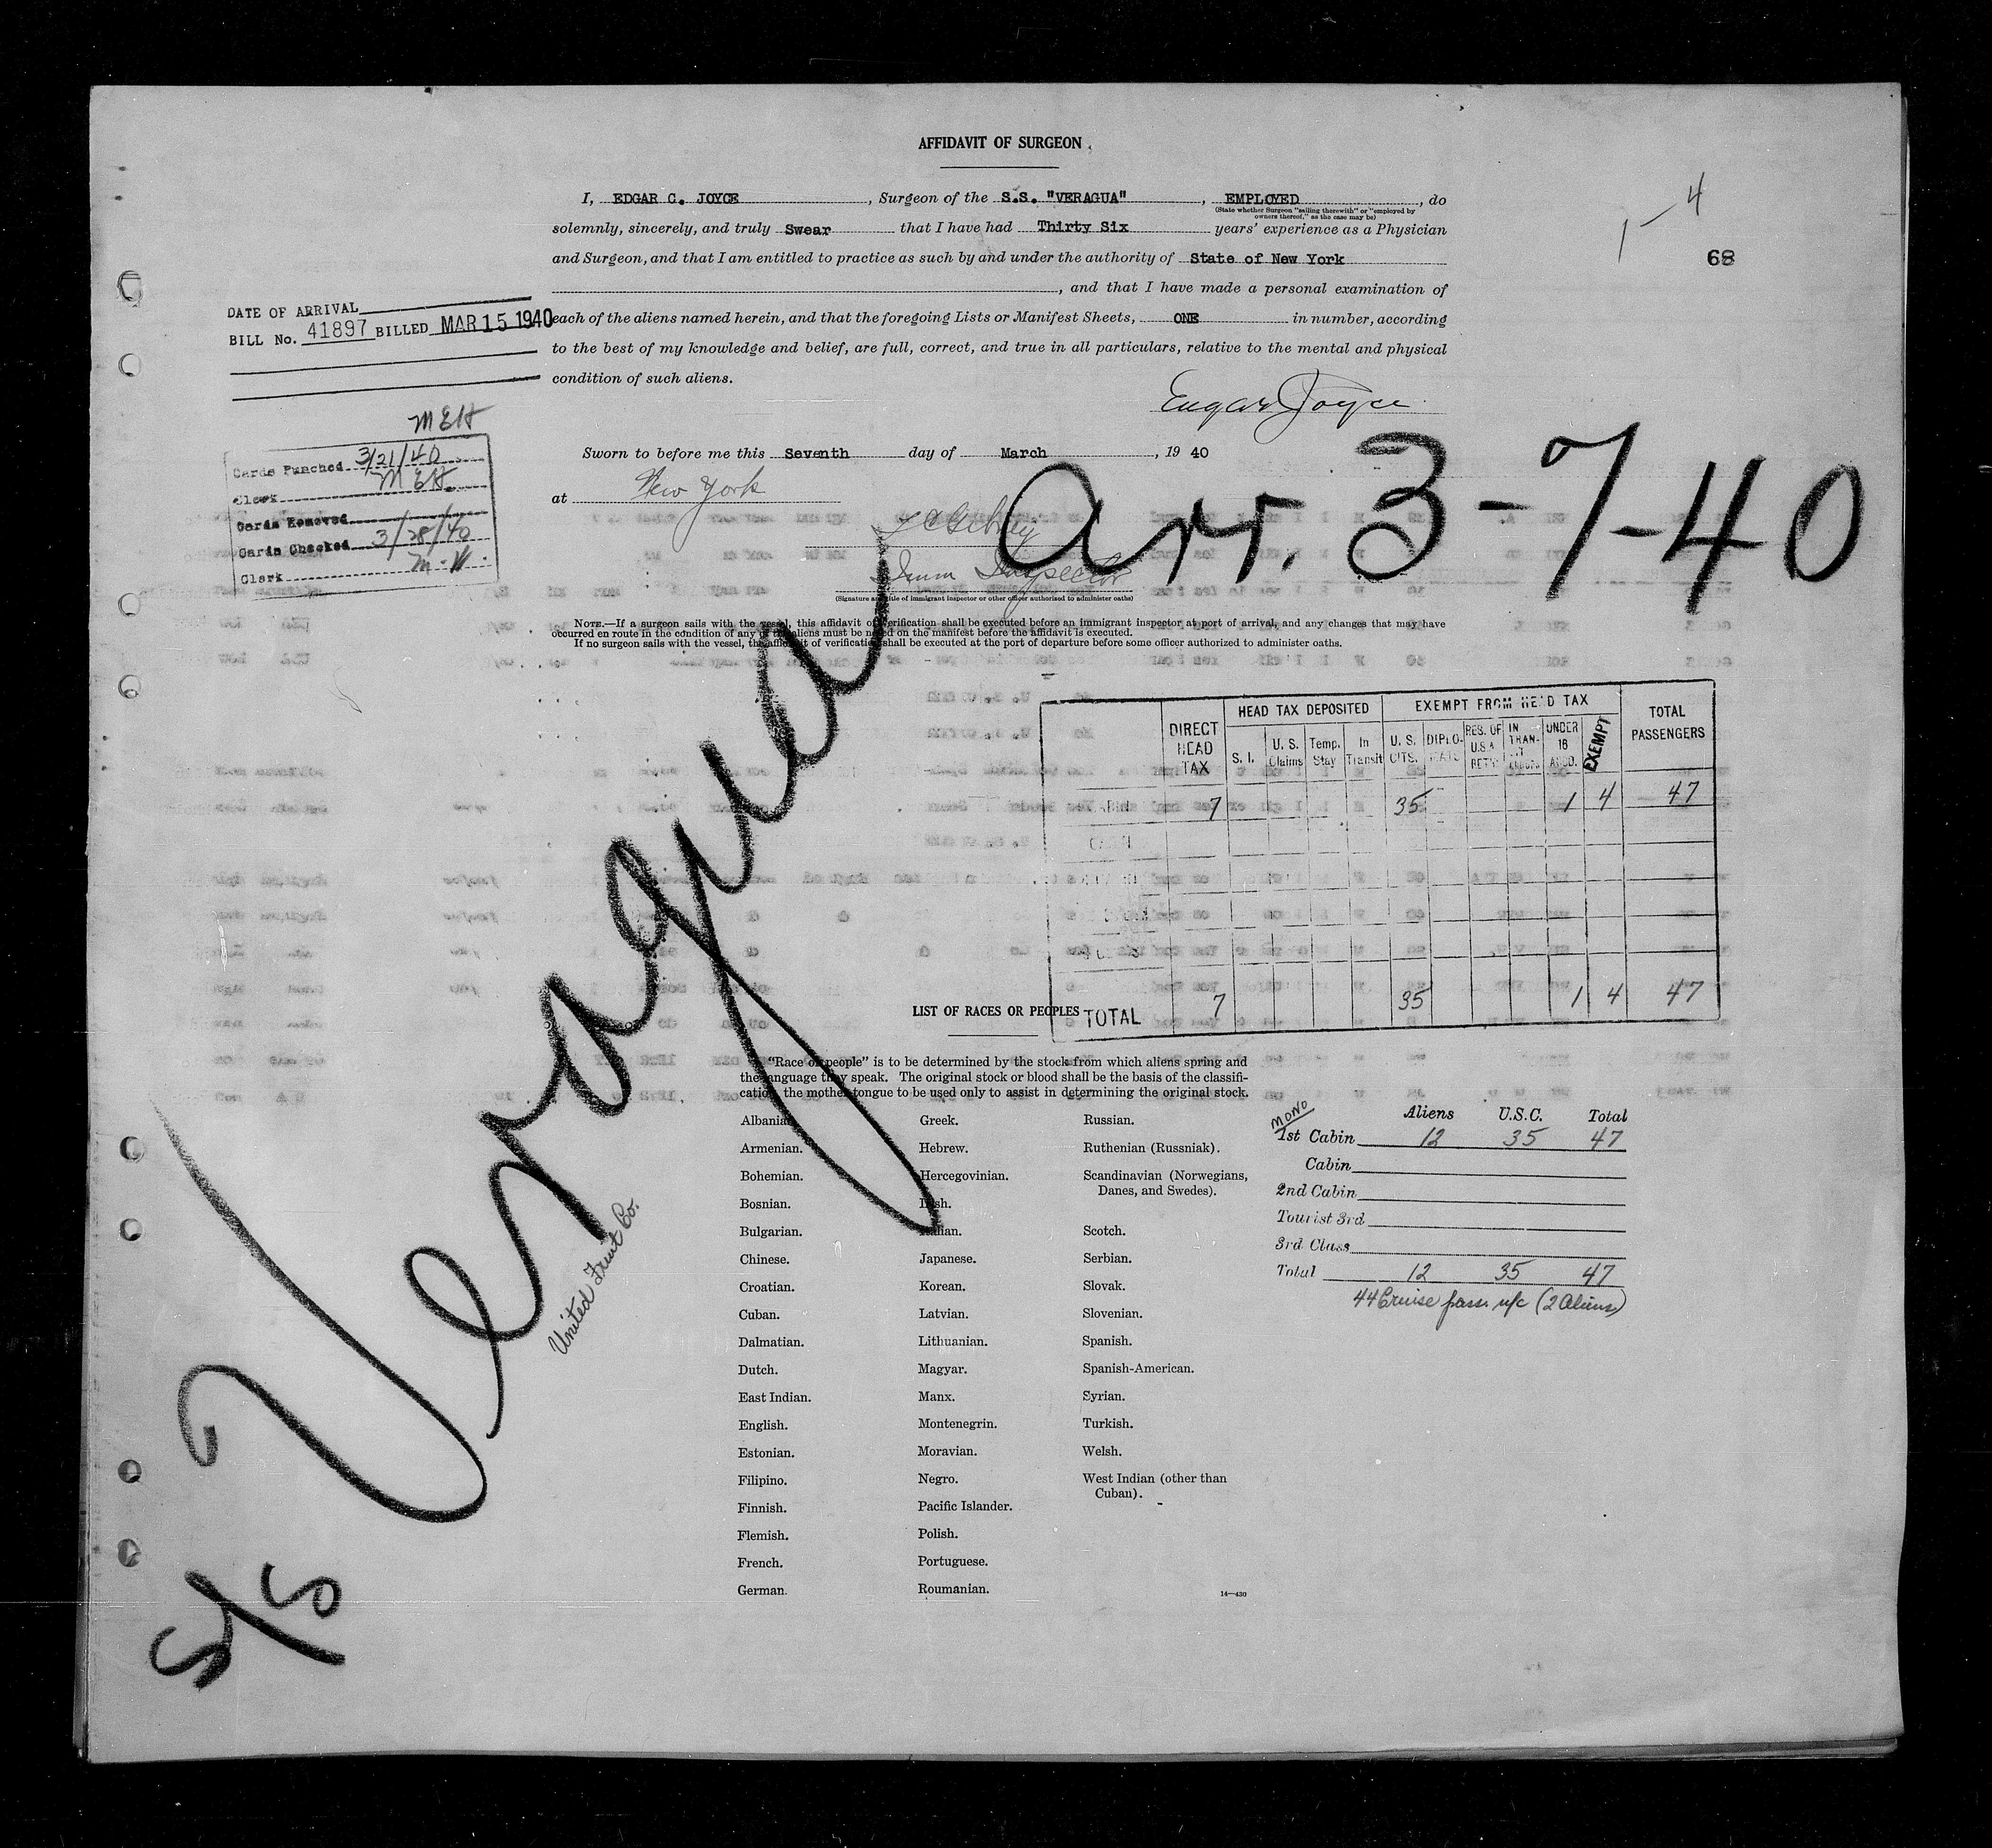 AFFIDAVIT OF SURGEON
I, EDGAR C. JOYCE, Surgeon of the S.S. "VERAGUA", EMPLOYED, do
(State whether Surgeon "sailing therewith" or "employed by
owners thereof," as the case may be)
solemnly, sincerely, and truly Swear that I have had Thirty Six years' experience as a Physician
and Surgeon, and that I am entitled to practice as such by and under the authority of State of New York
, and that I have made a personal examination of
each of the aliens named herein, and that the foregoing Lists or Manifest Sheets, ONE in number, according
to the best of my knowledge and belief, are full, correct, and true in all particulars, relative to the mental and physical
condition of such aliens.
4
1-
68
DATE OF ARRIVAL
BILL No. 41897 BILLED MAR 15 1940
Edgar Joyce
MEH
Cards Punched 3/21/40
Clerk MEH.
Cards Removed
Cards Checked 3/28/40
Clerk M.H.
Sworn to before me this Seventh day of March, 19 40
at New York
Arr. 3-7-40
Imm Inspector
(Signature and title of immigrant inspector or other officer authorized to administer oaths)
NOTE.—If a surgeon sails with the vessel, this affidavit of verification shall be executed before an immigrant inspector at port of arrival, and any changes that may have
occurred en route in the condition of any of the aliens must be noted on the manifest before the affidavit is executed.
If no surgeon sails with the vessel, the affidavit of verification shall be executed at the port of departure before some officer authorized to administer oaths.
S/S Veragua
United Fruit Co.
DIRECT HEAD TAX
HEAD TAX DEPOSITED
EXEMPT FROM HEAD TAX
TOTAL PASSENGERS
S. I. U. S. Claims Temp. Stay In Transit U. S. CITS. DIPLO-MATS RES. OF U.S.A. RET'G IN TRAN-SIT UNDER 16 ACCD. EXEMPT
CABIN 7 35 1 4 47
TOTAL 7 35 1 4 47
LIST OF RACES OR PEOPLES
"Race or people" is to be determined by the stock from which aliens spring and
the language they speak. The original stock or blood shall be the basis of the classifi-
cation, the mother tongue to be used only to assist in determining the original stock.
Albanian.
Armenian.
Bohemian.
Bosnian.
Bulgarian.
Chinese.
Croatian.
Cuban.
Dalmatian.
Dutch.
East Indian.
English.
Estonian.
Filipino.
Finnish.
Flemish.
French.
German.
Greek.
Hebrew.
Hercegovinian.
Irish.
Italian.
Japanese.
Korean.
Latvian.
Lithuanian.
Magyar.
Manx.
Montenegrin.
Moravian.
Negro.
Pacific Islander.
Polish.
Portuguese.
Roumanian.
Russian.
Ruthenian (Russniak).
Scandinavian (Norwegians,
Danes, and Swedes).
Scotch.
Serbian.
Slovak.
Slovenian.
Spanish.
Spanish-American.
Syrian.
Turkish.
Welsh.
West Indian (other than
Cuban).
14—430
Aliens U.S.C. Total
MONO
1st Cabin 12 35 47
Cabin
2nd Cabin
Tourist 3rd
3rd Class
Total 12 35 47
44 Cruise pass n/c (2 Aliens)